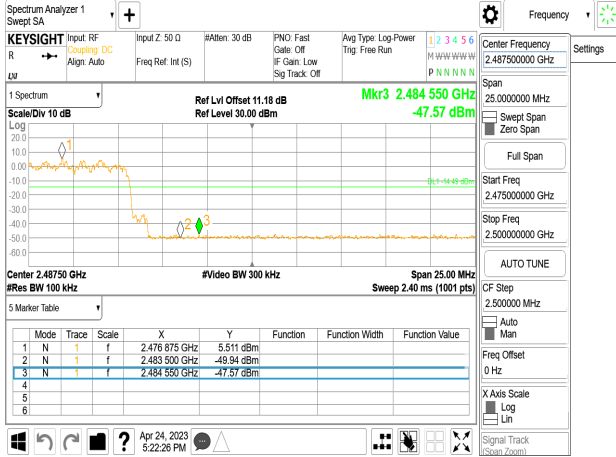 Spectrum Analyzer 1
Swept SA
Frequency
KEYSIGHT
R
Input: RF
Coupling: DC
Align: Auto
Input Z: 50 Ω
Freq Ref: Int (S)
#Atten: 30 dB
PNO: Fast
Gate: Off
IF Gain: Low
Sig Track: Off
Avg Type: Log-Power
Trig: Free Run
1 2 3 4 5 6
M W W W W W
P N N N N N
1 Spectrum
Scale/Div 10 dB
Log
Ref Lvl Offset 11.18 dB
Ref Level 30.00 dBm
Mkr3 2.484 550 GHz
-47.57 dBm
20.0
10.0
0.00
-10.0
-20.0
-30.0
-40.0
-50.0
-60.0
1
2
3
DL1 -14.49 dBm
Center 2.48750 GHz
#Res BW 100 kHz
#Video BW 300 kHz
Span 25.00 MHz
Sweep 2.40 ms (1001 pts)
5 Marker Table
Mode Trace Scale X Y Function Function Width Function Value
1 N 1 f 2.476 875 GHz 5.511 dBm
2 N 1 f 2.483 500 GHz -49.94 dBm
3 N 1 f 2.484 550 GHz -47.57 dBm
4
5
6
Apr 24, 2023
5:22:26 PM
Center Frequency
2.487500000 GHz
Settings
Span
25.0000000 MHz
Swept Span
Zero Span
Full Span
Start Freq
2.475000000 GHz
Stop Freq
2.500000000 GHz
AUTO TUNE
CF Step
2.500000 MHz
Auto
Man
Freq Offset
0 Hz
X Axis Scale
Log
Lin
Signal Track
(Span Zoom)